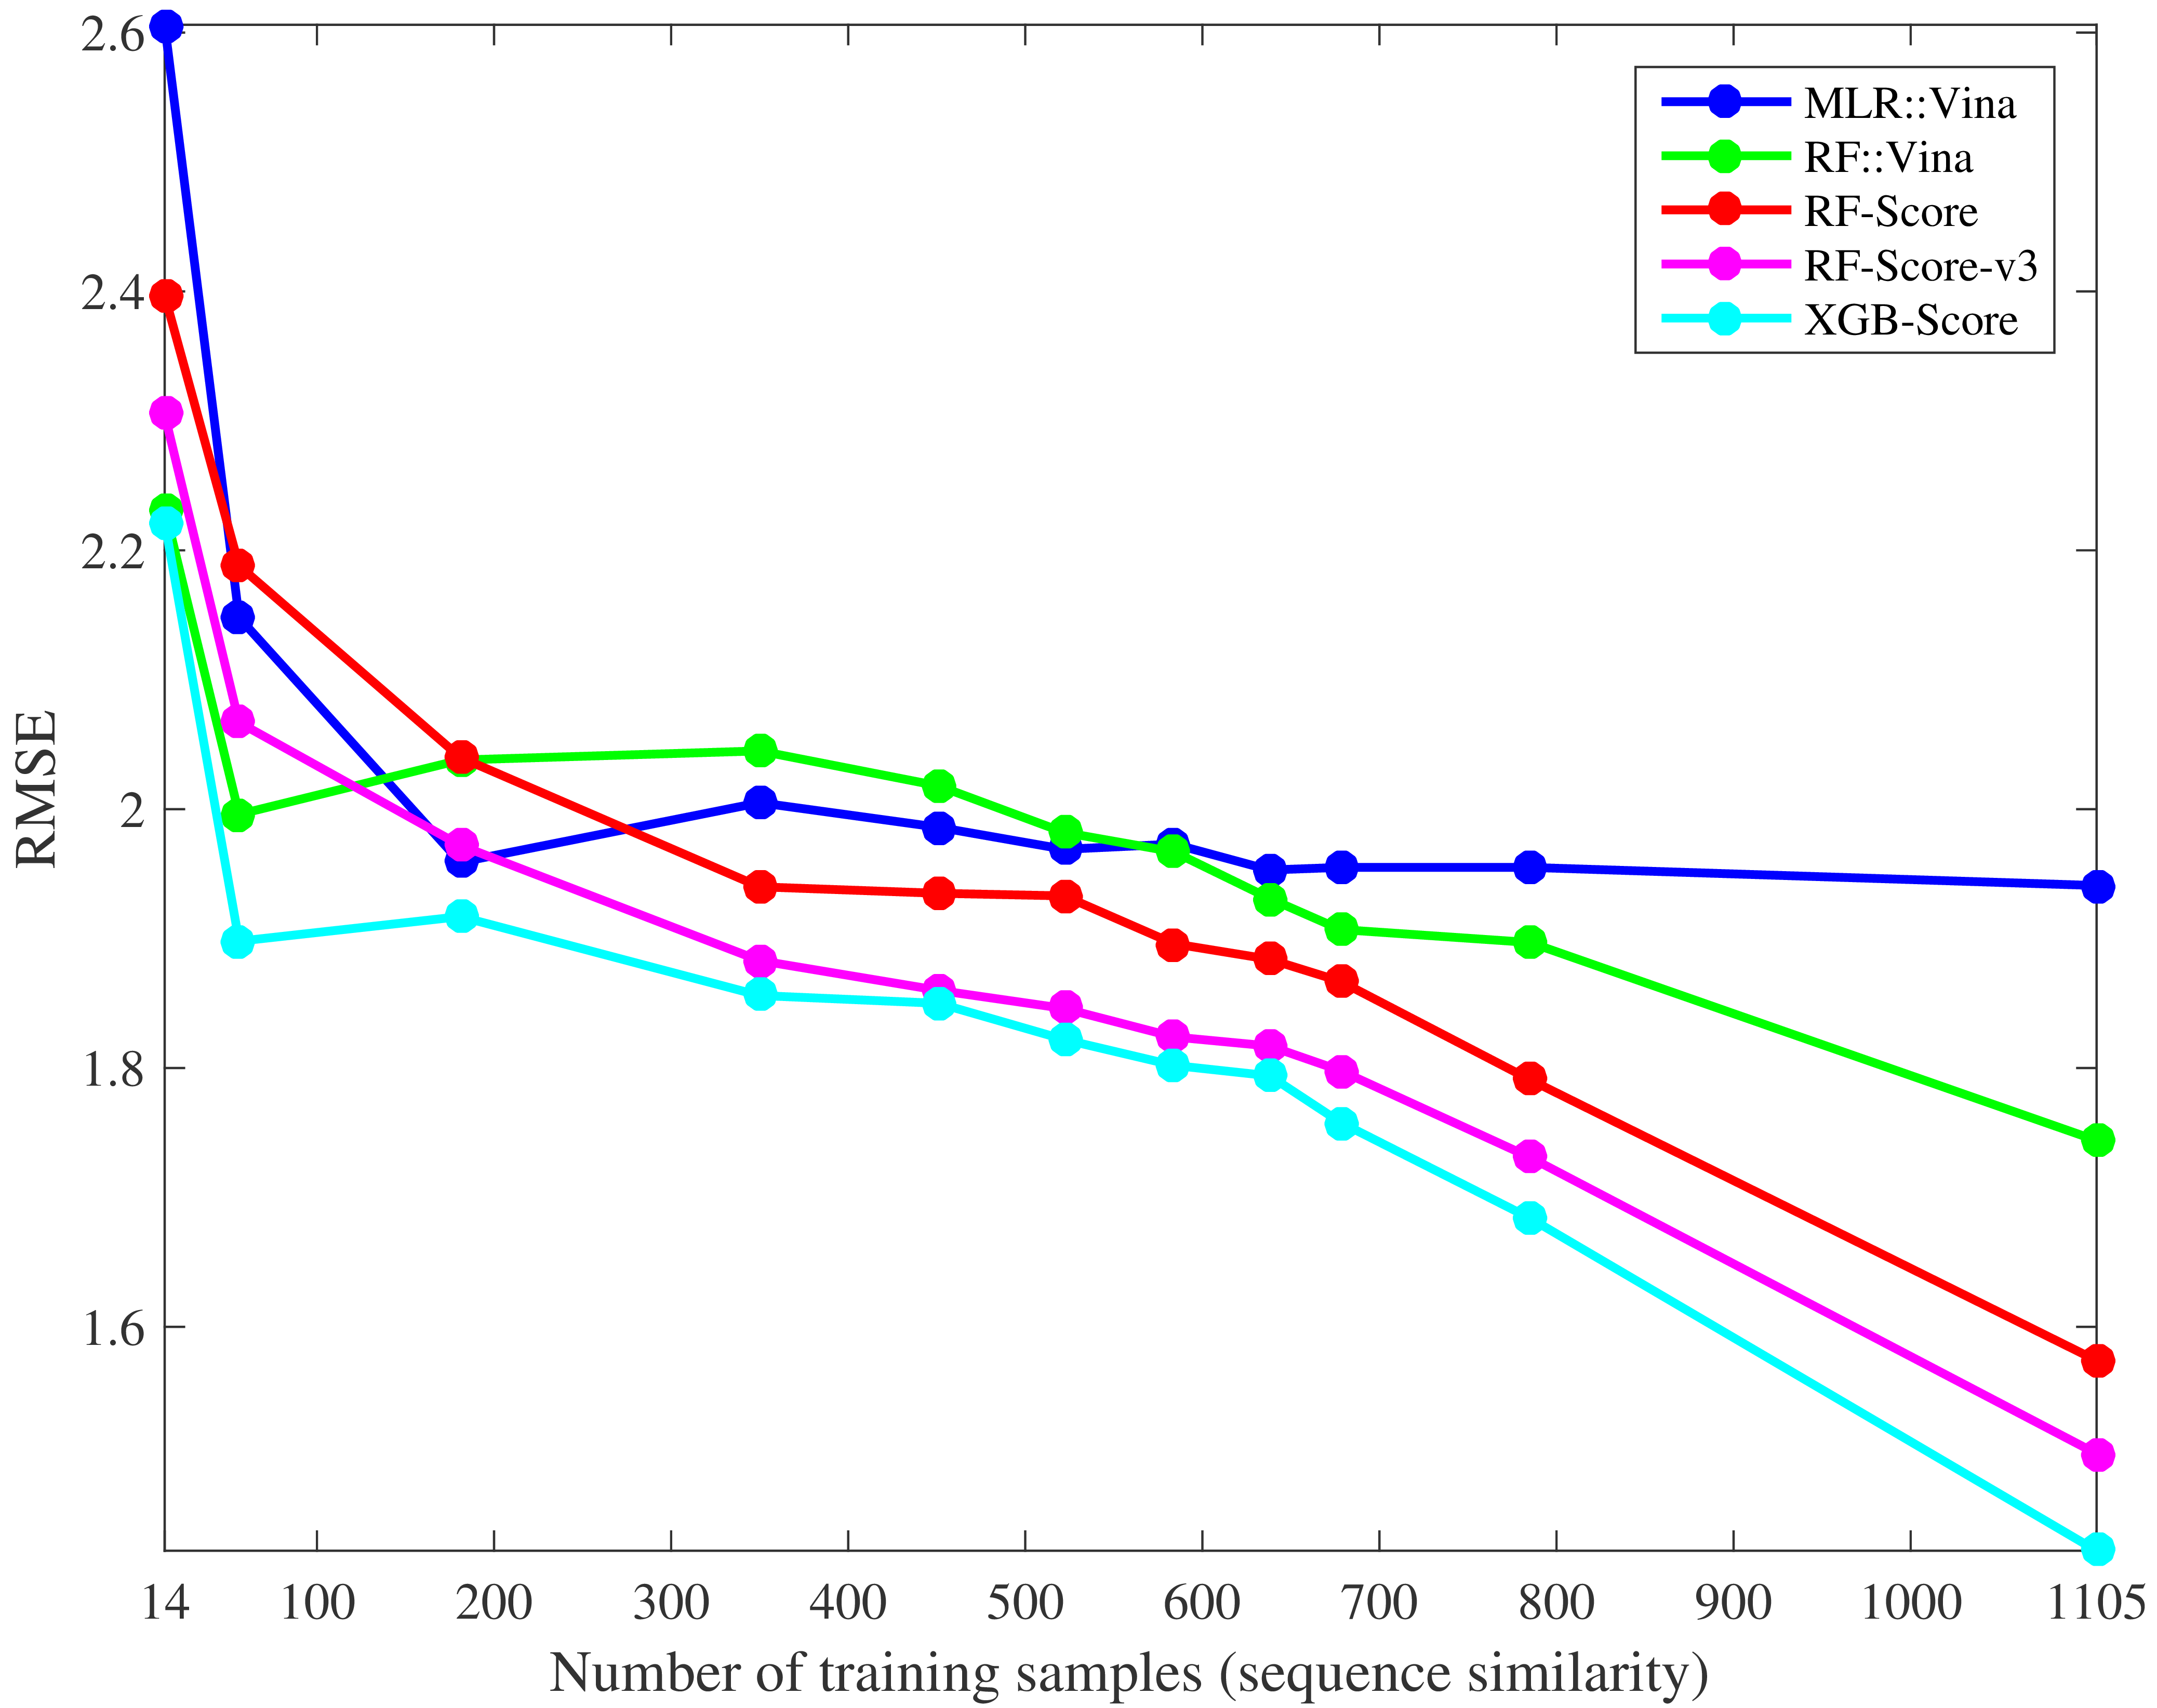 2.6
2.4
2.2
2
1.8
1.6
RMSE
MLR::Vina
RF::Vina
RF-Score
RF-Score-v3
XGB-Score
14 100 200 300 400 500 600 700 800 900 1000 1105
Number of training samples (sequence similarity)